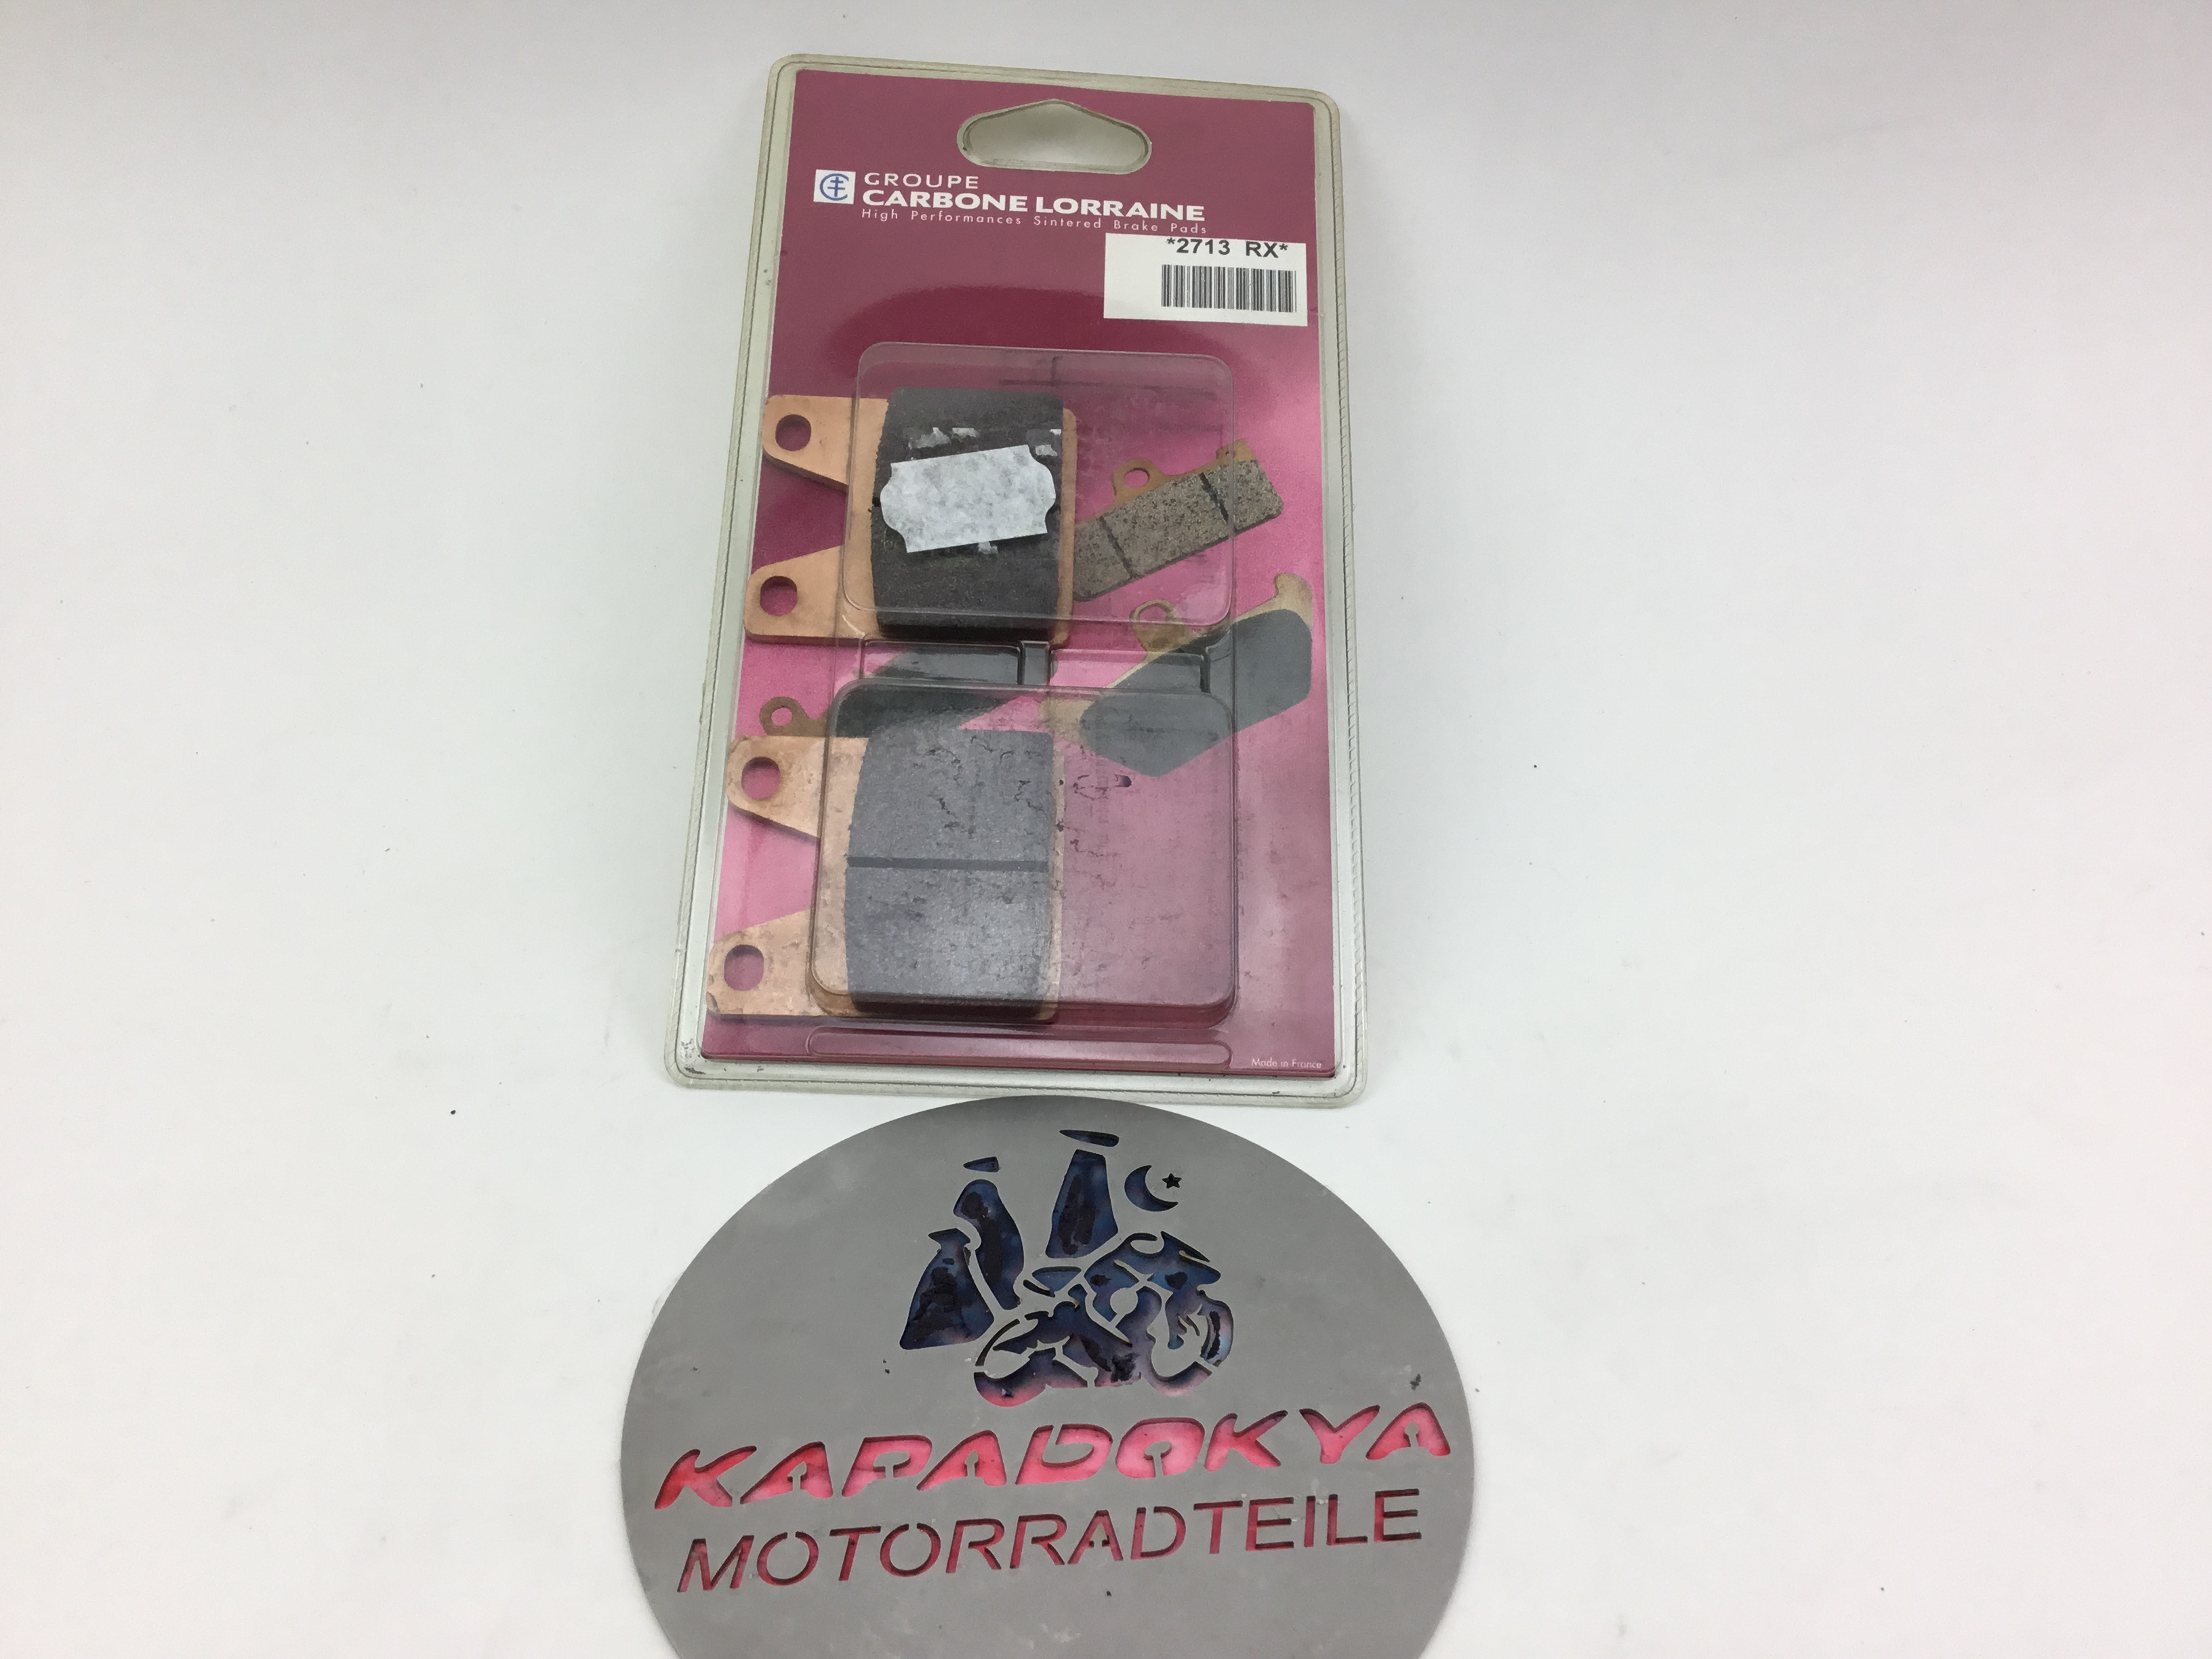 GROUPE
CARBONE LORRAINE
High Performances Sintered Brake Pads
*2713 RX*
Made in France
KAPADOKYA
MOTORRADTEILE